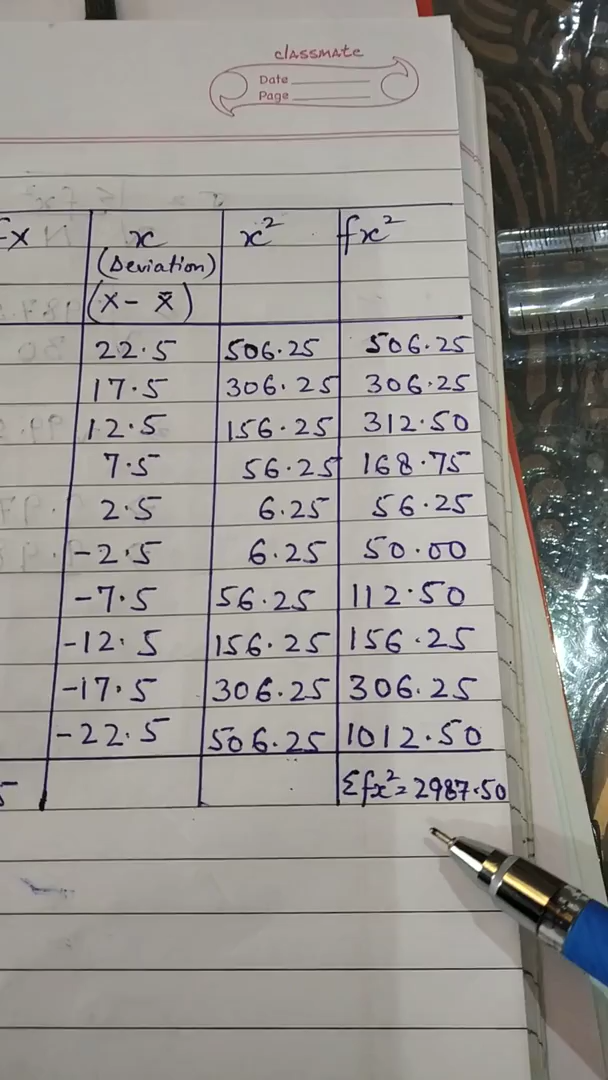 classmate
Date
Page
fx x x² fx²
(Deviation)
(X - x̄)
22.5 506.25 506.25
17.5 306.25 306.25
12.5 156.25 312.50
7.5 56.25 168.75
2.5 6.25 56.25
-2.5 6.25 50.00
-7.5 56.25 112.50
-12.5 156.25 156.25
-17.5 306.25 306.25
-22.5 506.25 1012.50
5 Σfx² = 2987.50